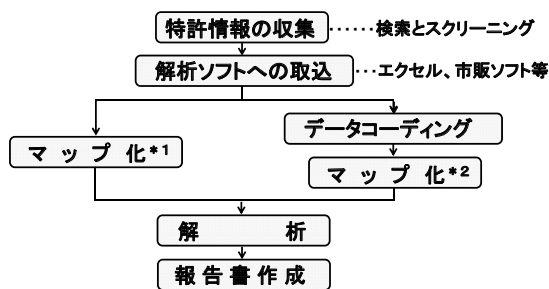 特許情報の収集……検索とスクリーニング
解析ソフトへの取込…エクセル、市販ソフト等
データコーディング
マップ化*1
マップ化*2
解析
報告書作成